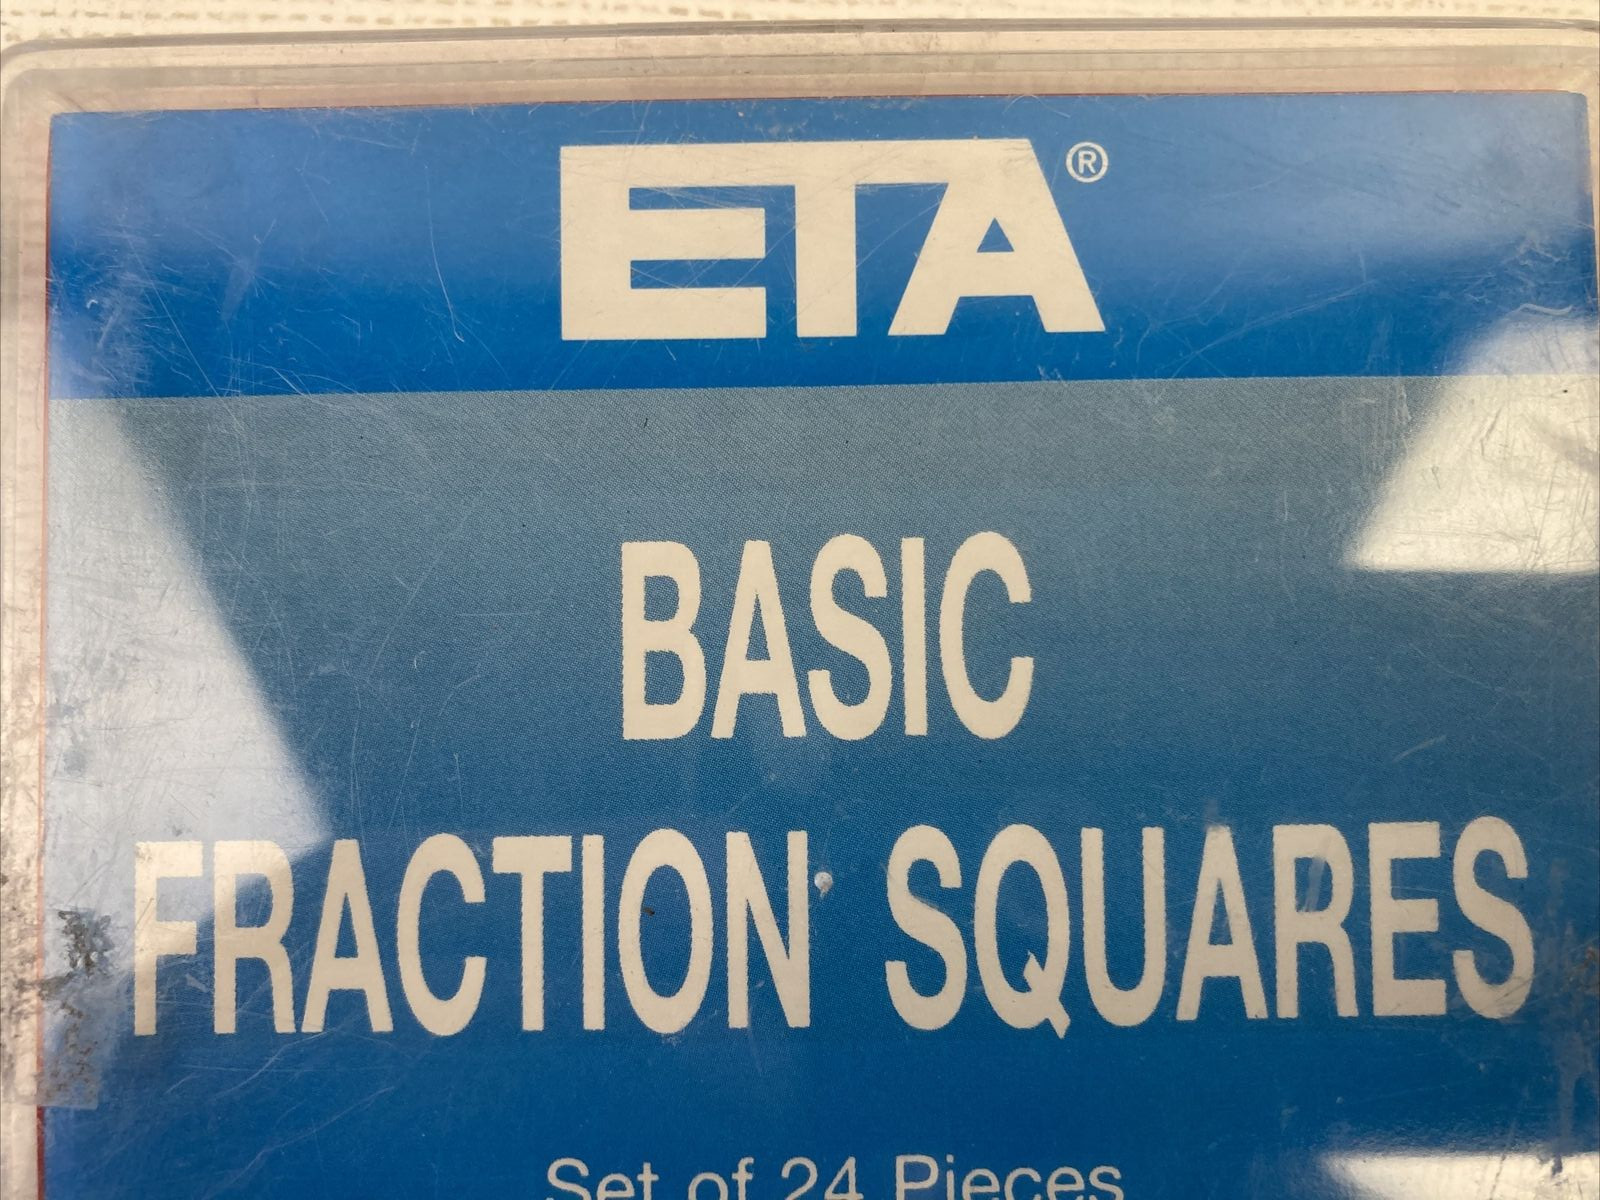 ETA®
BASIC
FRACTION SQUARES
Set of 24 Pieces